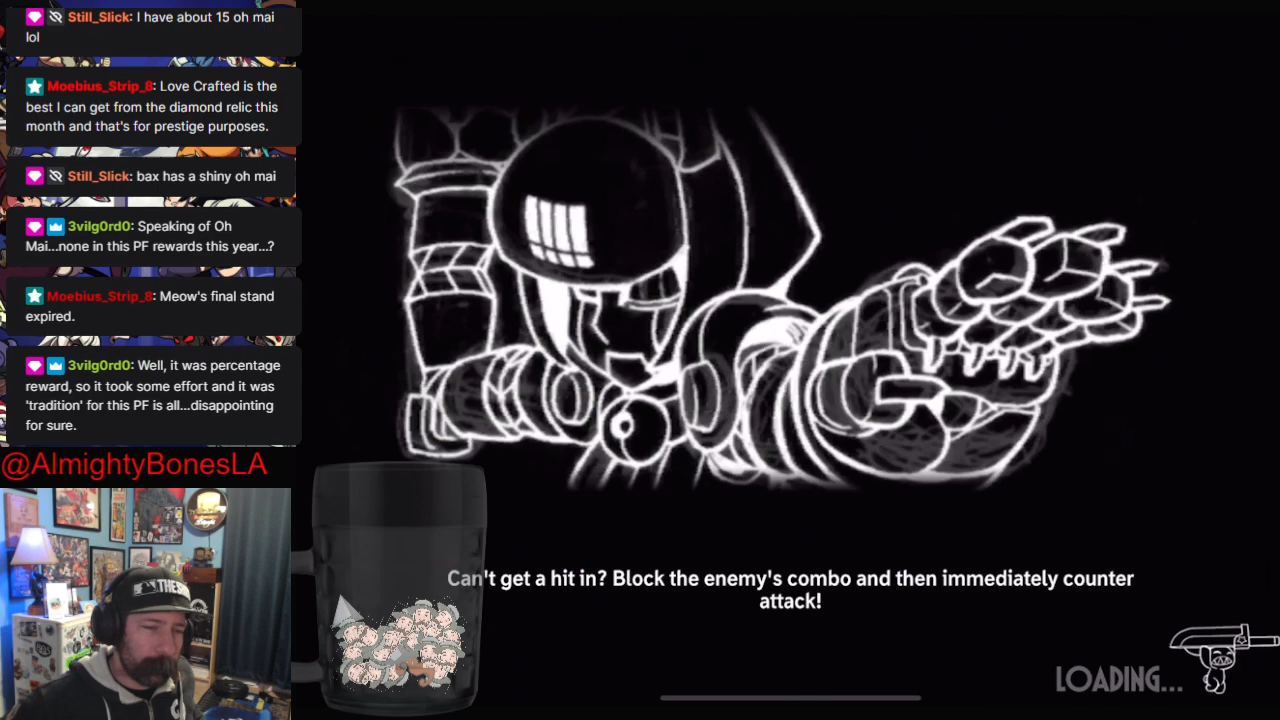 Still_Slick: I have about 15 oh mai
lol
Moebius_Strip_8: Love Crafted is the
best I can get from the diamond relic this
month and that's for prestige purposes.
Still_Slick: bax has a shiny oh mai
3vilg0rd0: Speaking of Oh
Mai...none in this PF rewards this year...?
Moebius_Strip_8: Meow's final stand
expired.
3vilg0rd0: Well, it was percentage
reward, so it took some effort and it was
'tradition' for this PF is all...disappointing
for sure.
@AlmightyBonesLA
Can't get a hit in? Block the enemy's combo and then immediately counter
attack!
LOADING...